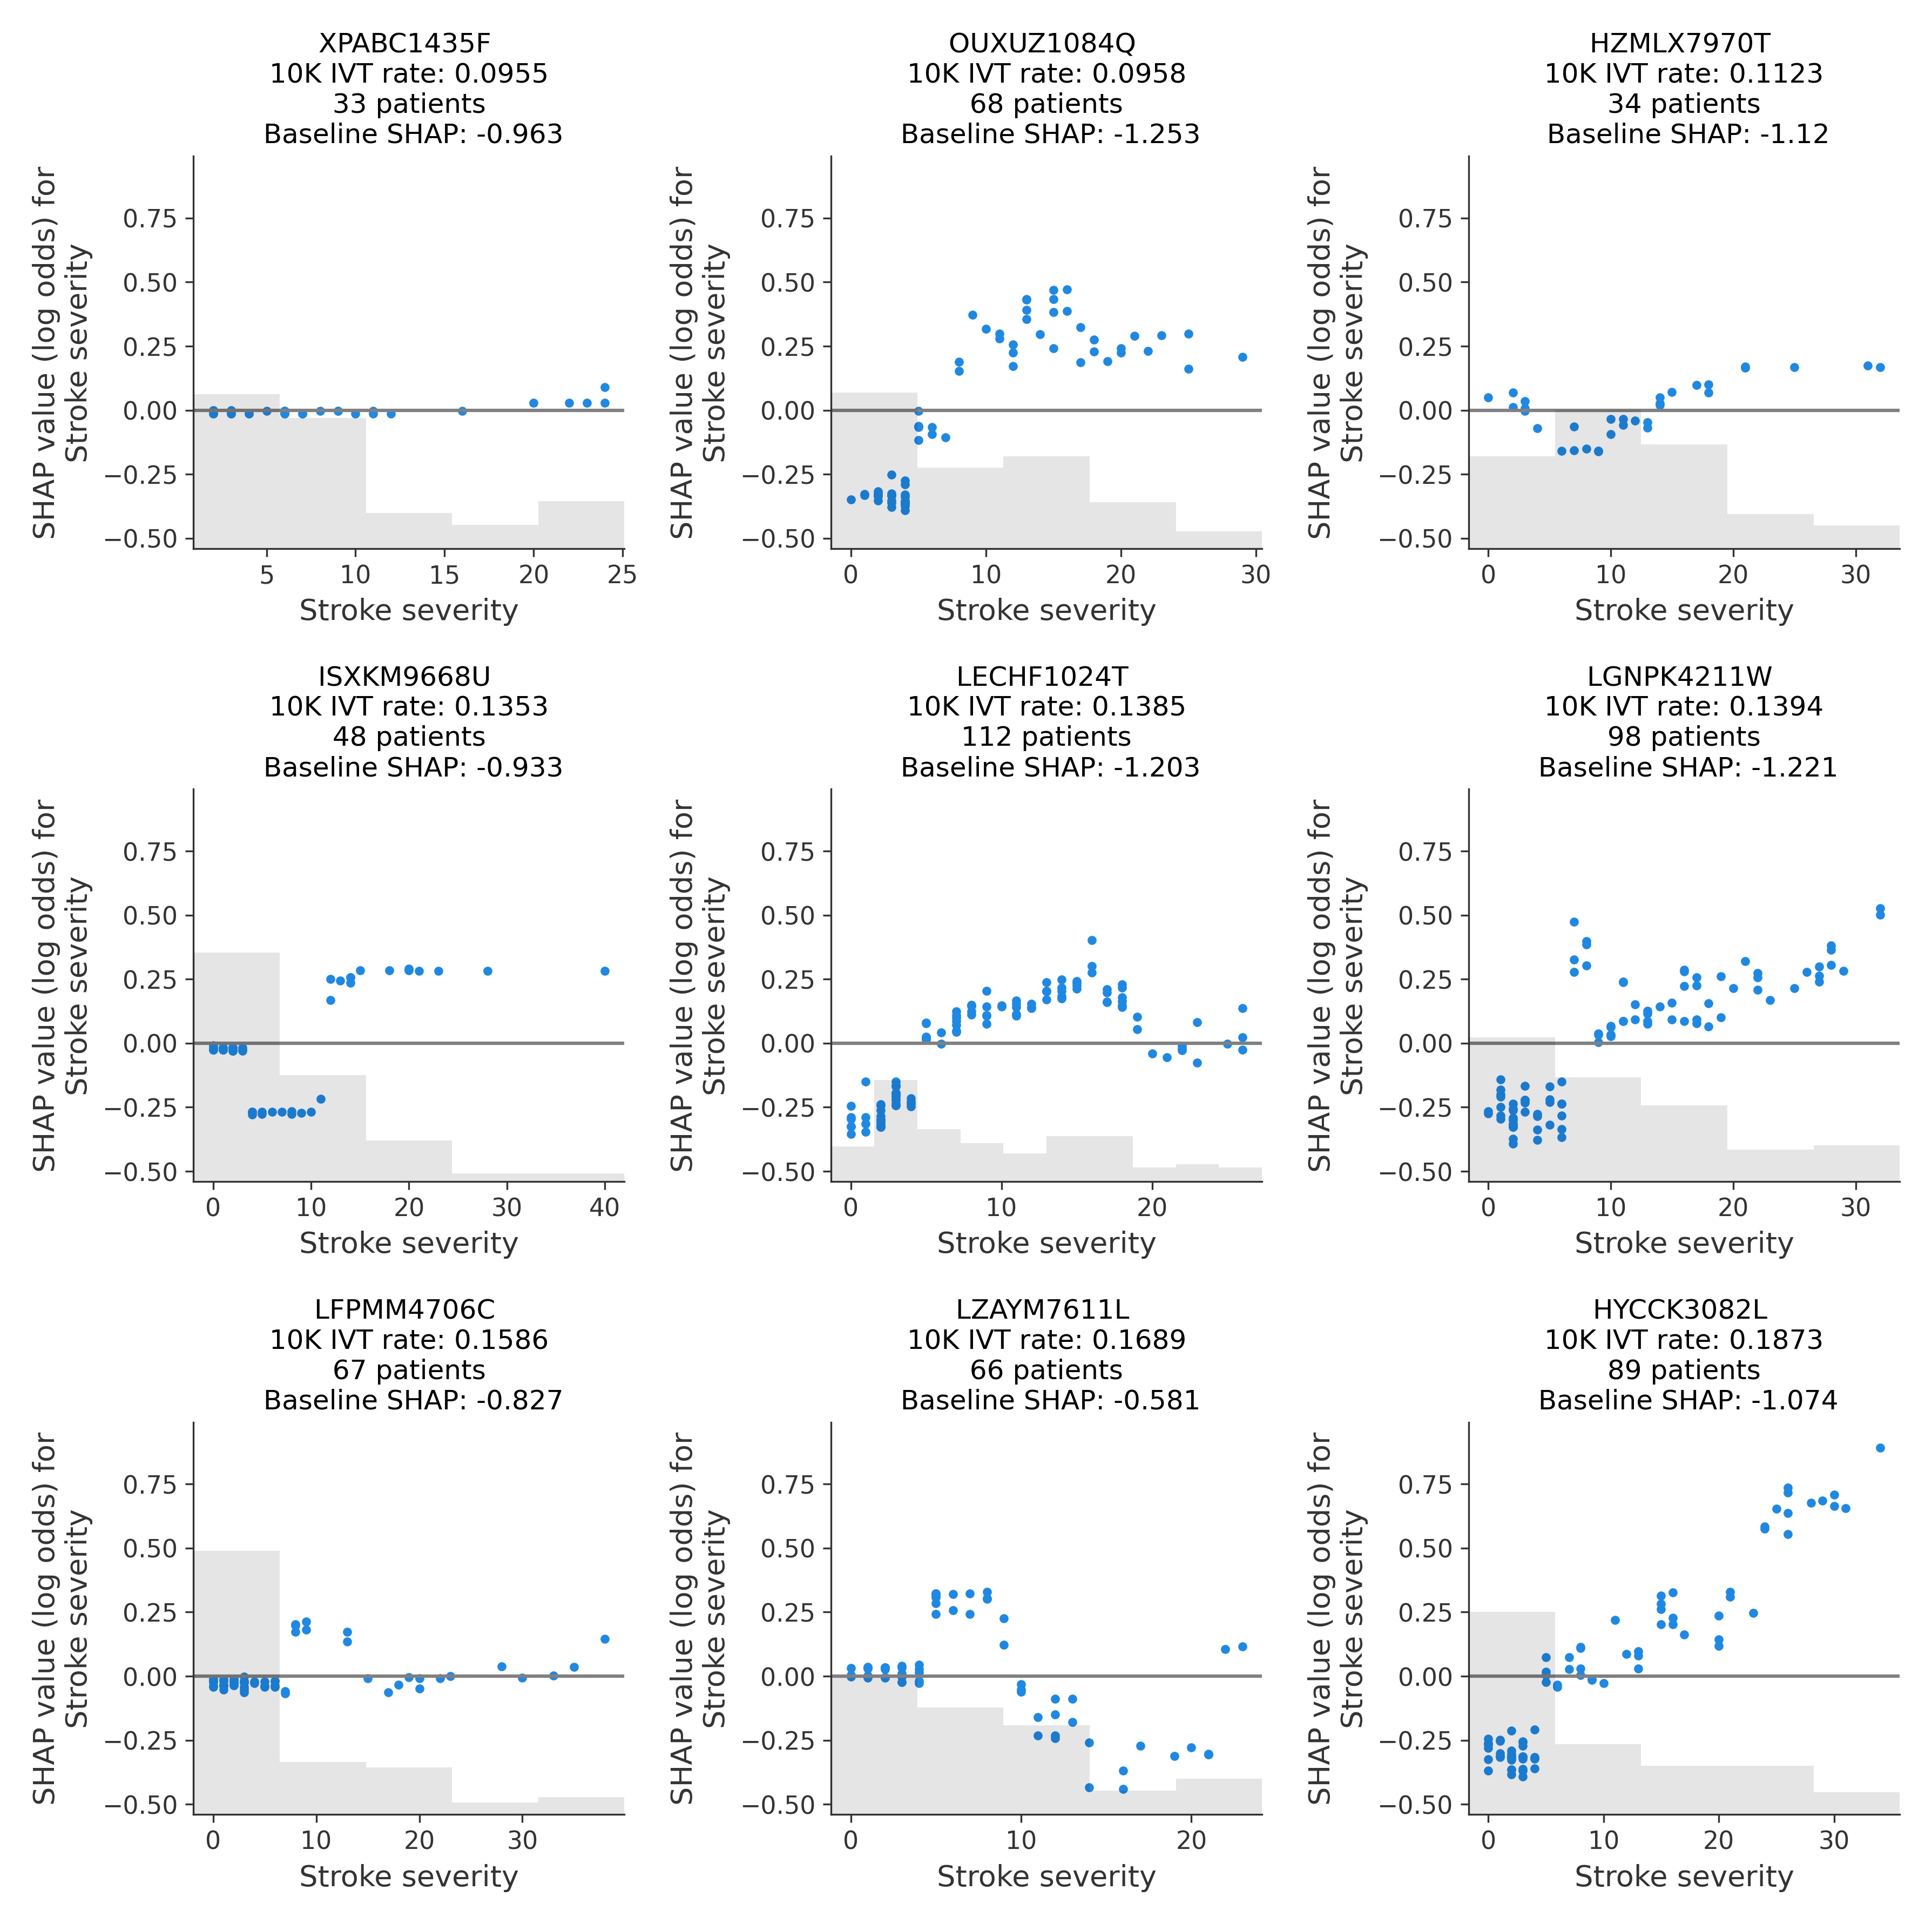 XPABC1435F
10K IVT rate: 0.0955
33 patients
Baseline SHAP: -0.963
SHAP value (log odds) for
Stroke severity
0.75
0.50
0.25
0.00
−0.25
−0.50
5 10 15 20 25
Stroke severity
OUXUZ1084Q
10K IVT rate: 0.0958
68 patients
Baseline SHAP: -1.253
SHAP value (log odds) for
Stroke severity
0.75
0.50
0.25
0.00
−0.25
−0.50
0 10 20 30
Stroke severity
HZMLX7970T
10K IVT rate: 0.1123
34 patients
Baseline SHAP: -1.12
SHAP value (log odds) for
Stroke severity
0.75
0.50
0.25
0.00
−0.25
−0.50
0 10 20 30
Stroke severity
ISXKM9668U
10K IVT rate: 0.1353
48 patients
Baseline SHAP: -0.933
SHAP value (log odds) for
Stroke severity
0.75
0.50
0.25
0.00
−0.25
−0.50
0 10 20 30 40
Stroke severity
LECHF1024T
10K IVT rate: 0.1385
112 patients
Baseline SHAP: -1.203
SHAP value (log odds) for
Stroke severity
0.75
0.50
0.25
0.00
−0.25
−0.50
0 10 20
Stroke severity
LGNPK4211W
10K IVT rate: 0.1394
98 patients
Baseline SHAP: -1.221
SHAP value (log odds) for
Stroke severity
0.75
0.50
0.25
0.00
−0.25
−0.50
0 10 20 30
Stroke severity
LFPMM4706C
10K IVT rate: 0.1586
67 patients
Baseline SHAP: -0.827
SHAP value (log odds) for
Stroke severity
0.75
0.50
0.25
0.00
−0.25
−0.50
0 10 20 30
Stroke severity
LZAYM7611L
10K IVT rate: 0.1689
66 patients
Baseline SHAP: -0.581
SHAP value (log odds) for
Stroke severity
0.75
0.50
0.25
0.00
−0.25
−0.50
0 10 20
Stroke severity
HYCCK3082L
10K IVT rate: 0.1873
89 patients
Baseline SHAP: -1.074
SHAP value (log odds) for
Stroke severity
0.75
0.50
0.25
0.00
−0.25
−0.50
0 10 20 30
Stroke severity